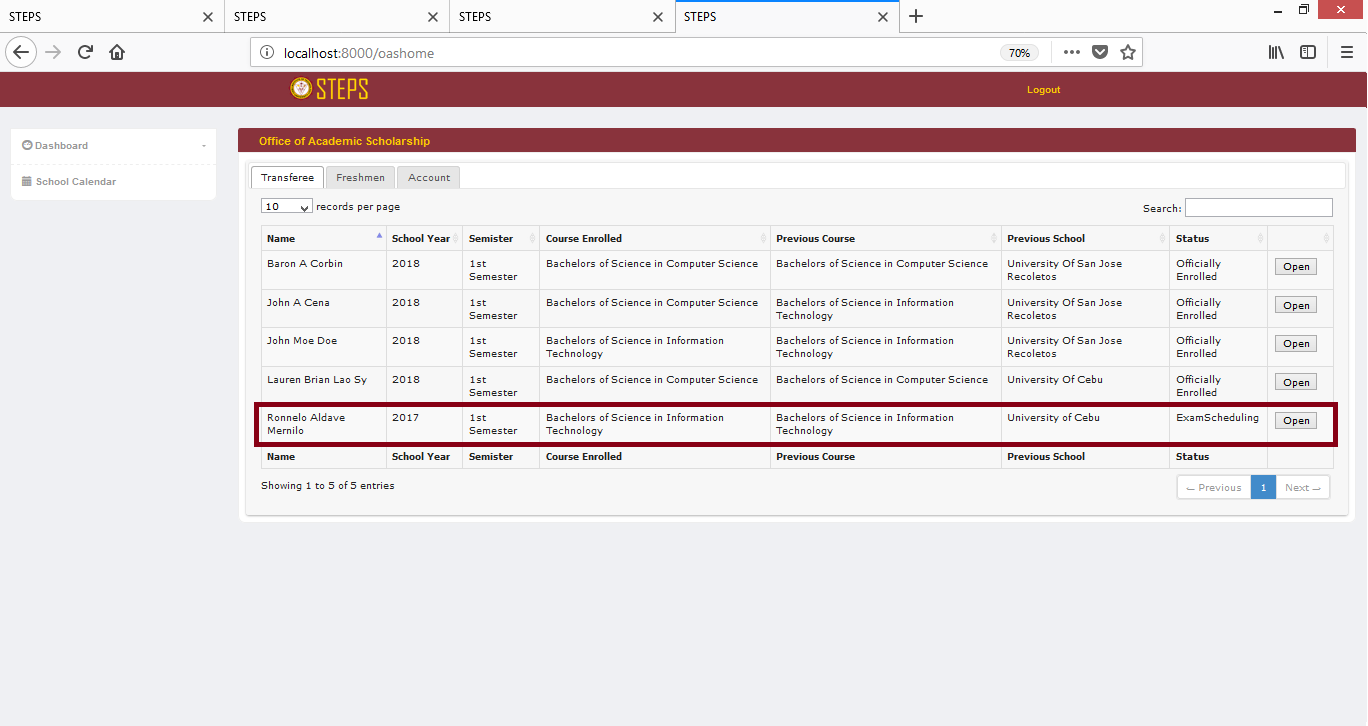 STEPS STEPS STEPS STEPS
localhost:8000/oashome 70%
STEPS Logout
Dashboard
School Calendar
Office of Academic Scholarship
Transferee Freshmen Account
10 records per page Search:
Name School Year Semister Course Enrolled Previous Course Previous School Status
Baron A Corbin 2018 1st Bachelors of Science in Computer Science Bachelors of Science in Computer Science University Of San Jose Officially Open
Semester Recoletos Enrolled
John A Cena 2018 1st Bachelors of Science in Computer Science Bachelors of Science in Information University Of San Jose Officially Open
Semester Technology Recoletos Enrolled
John Moe Doe 2018 1st Bachelors of Science in Information Bachelors of Science in Information University Of San Jose Officially Open
Semester Technology Technology Recoletos Enrolled
Lauren Brian Lao Sy 2018 1st Bachelors of Science in Computer Science Bachelors of Science in Computer Science University Of Cebu Officially Open
Semester Enrolled
Ronnelo Aldave 2017 1st Bachelors of Science in Information Bachelors of Science in Information University of Cebu ExamScheduling Open
Mernilo Semester Technology Technology
Name School Year Semister Course Enrolled Previous Course Previous School Status
Showing 1 to 5 of 5 entries ← Previous 1 Next →